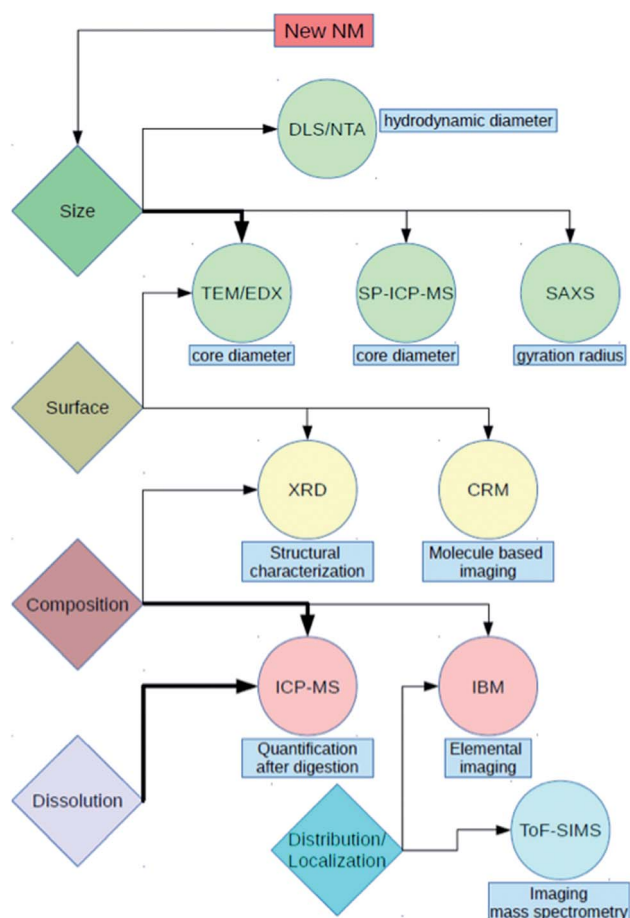 New NM
DLS/NTA
hydrodynamic diameter
Size
TEM/EDX
SP-ICP-MS
SAXS
core diameter
core diameter
gyration radius
Surface
XRD
CRM
Structural
characterization
Molecule based
imaging
Composition
ICP-MS
IBM
Quantification
after digestion
Elemental
imaging
Dissolution
Distribution/
Localization
ToF-SIMS
Imaging
mass spectrometry